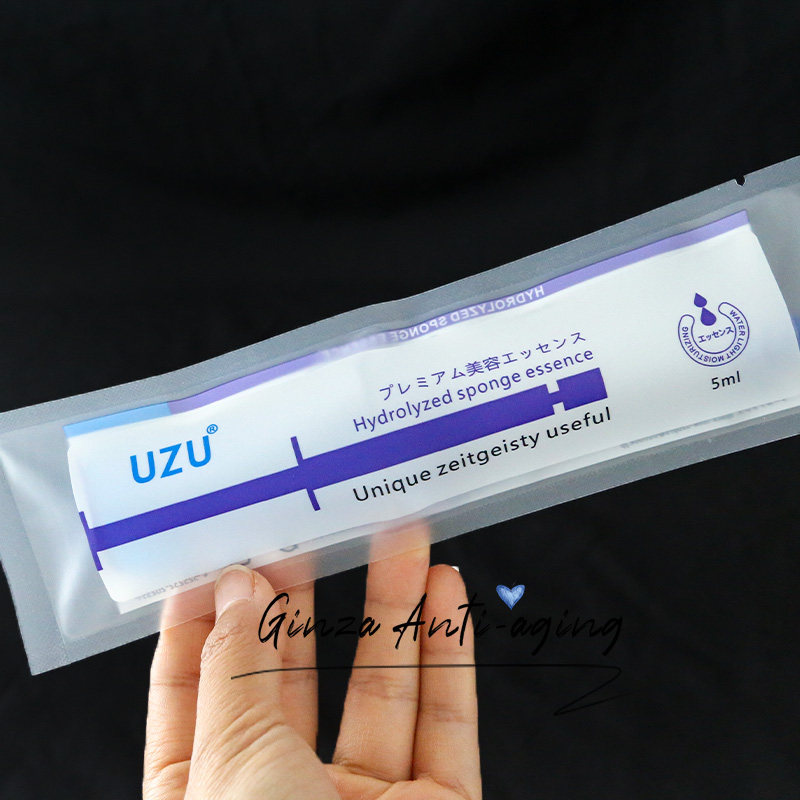 HYDROLYZED SPONGE
UZU®
プレミアム美容エッセンス
Hydrolyzed sponge essence
Unique zeitgeisty useful
エッセンス
WATER LIGHT MOISTURIZING
5ml
Ginza Anti-aging